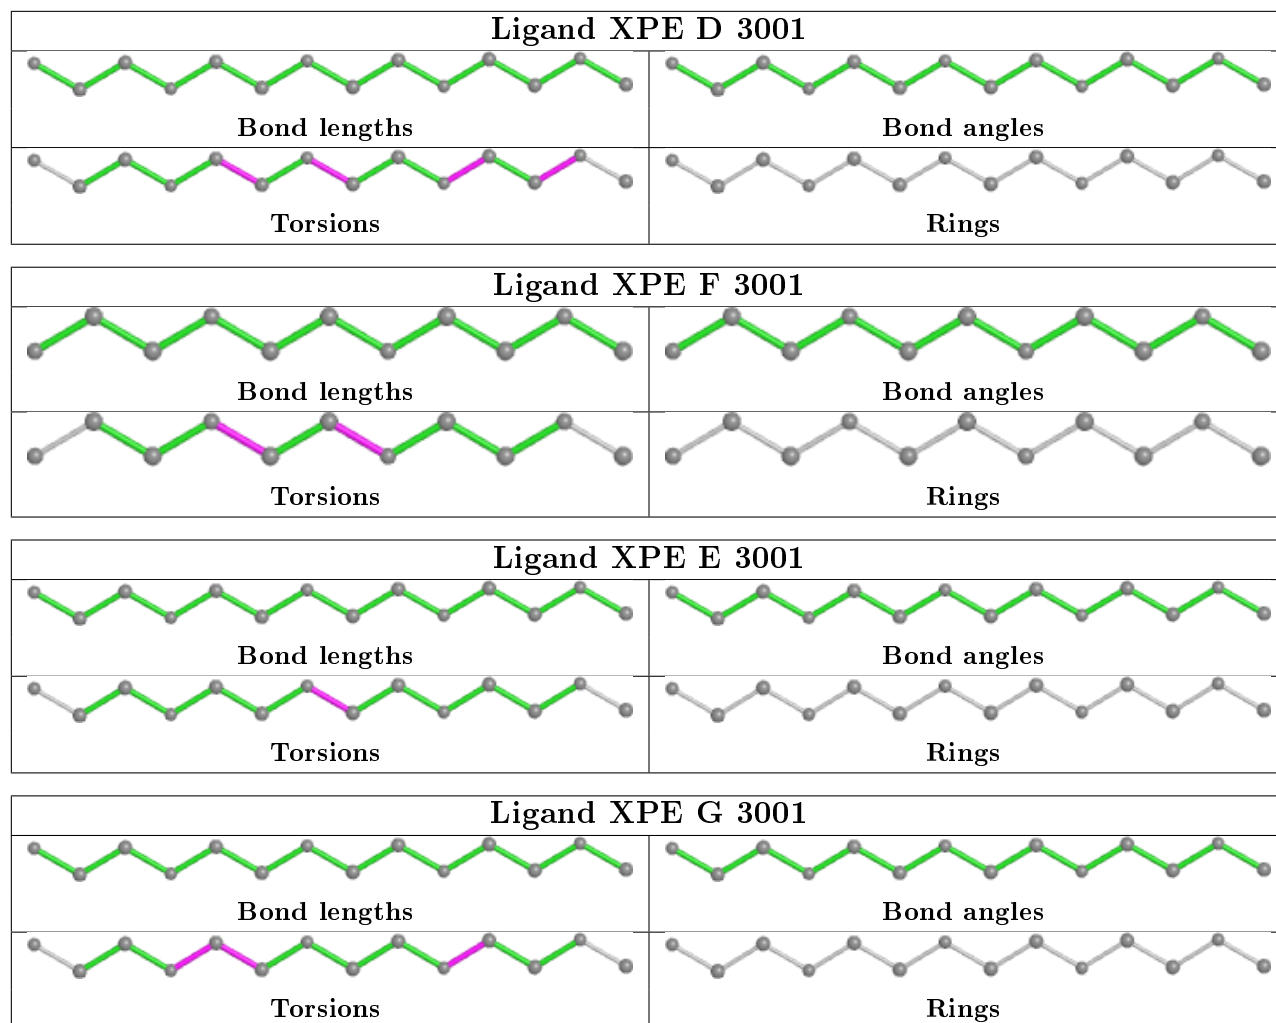 Ligand XPE D 3001
Bond lengths Bond angles
Torsions Rings
Ligand XPE F 3001
Bond lengths Bond angles
Torsions Rings
Ligand XPE E 3001
Bond lengths Bond angles
Torsions Rings
Ligand XPE G 3001
Bond lengths Bond angles
Torsions Rings